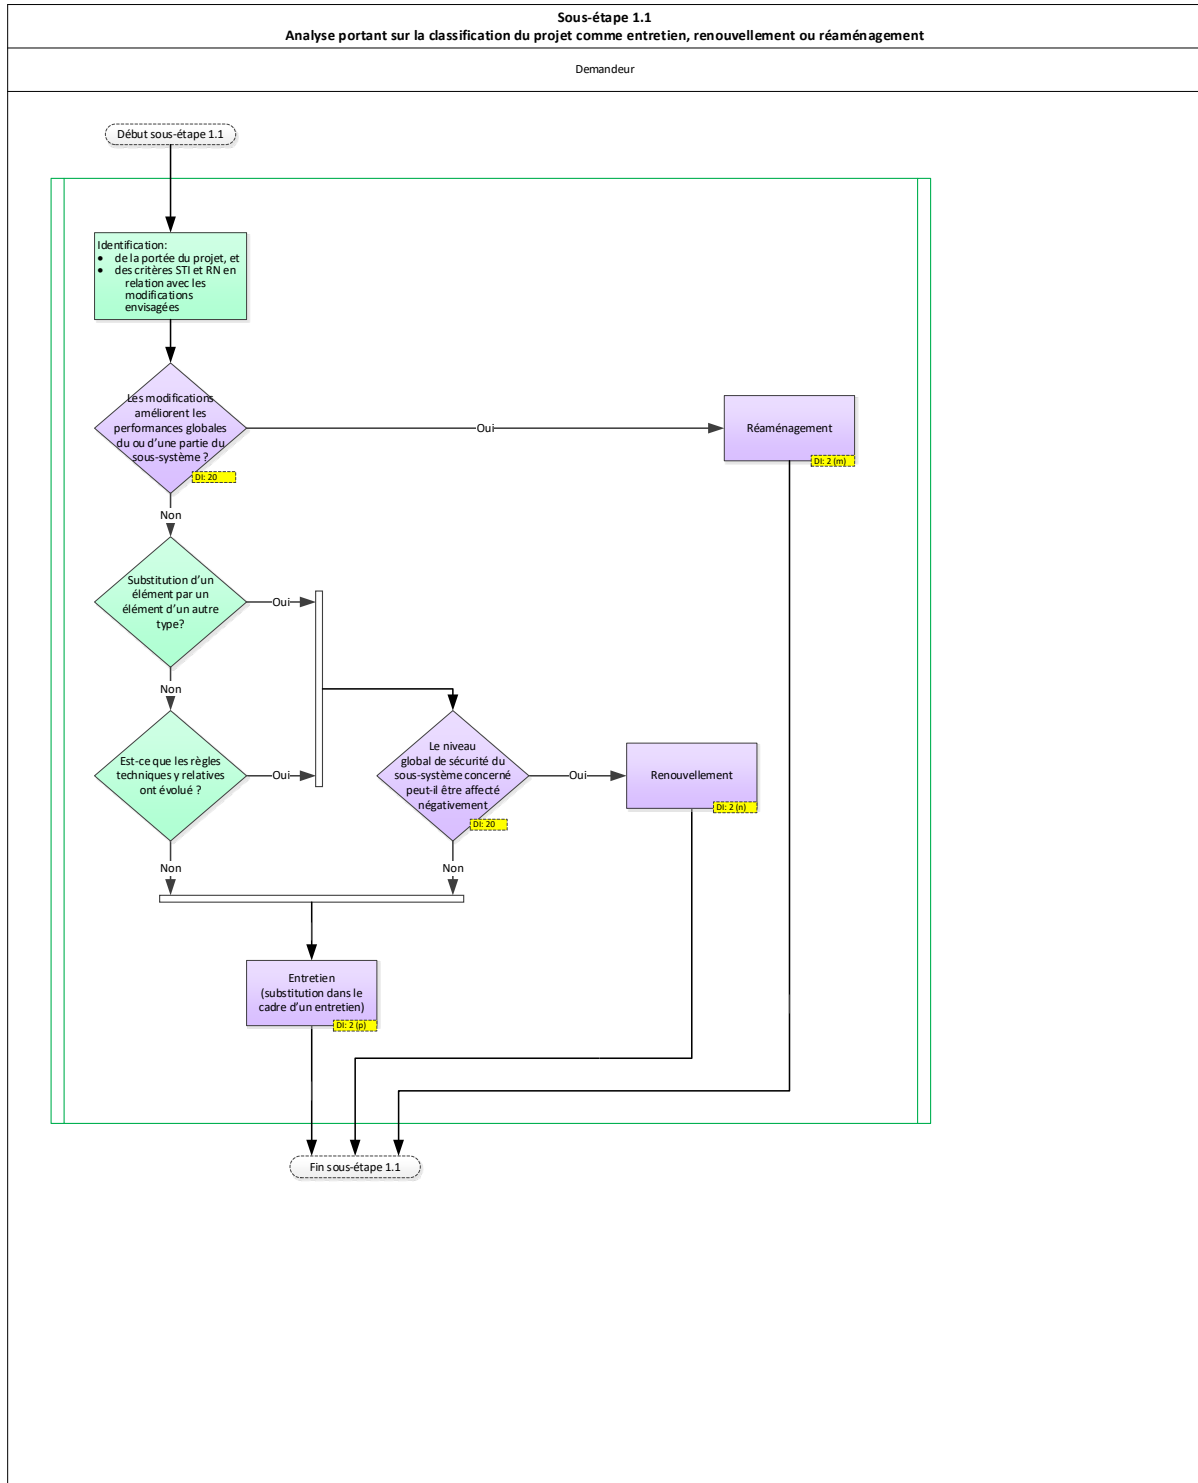 Sous-étape 1.1
Analyse portant sur la classification du projet comme entretien, renouvellement ou réaménagement
Demandeur
Début sous-étape 1.1
Identification:
• de la portée du projet, et
• des critères STI et RN en
relation avec les
modifications
envisagées
Les modifications
améliorent les
performances globales
du ou d'une partie du
sous-système ?
DI: 20
Oui
Réaménagement
DI: 2 (m)
Non
Substitution d'un
élément par un
élément d'un autre
type?
Oui
Non
Est-ce que les règles
techniques y relatives
ont évolué ?
Oui
Le niveau
global de sécurité du
sous-système concerné
peut-il être affecté
négativement
DI: 20
Oui
Renouvellement
DI: 2 (n)
Non
Non
Entretien
(substitution dans le
cadre d'un entretien)
DI: 2 (p)
Fin sous-étape 1.1